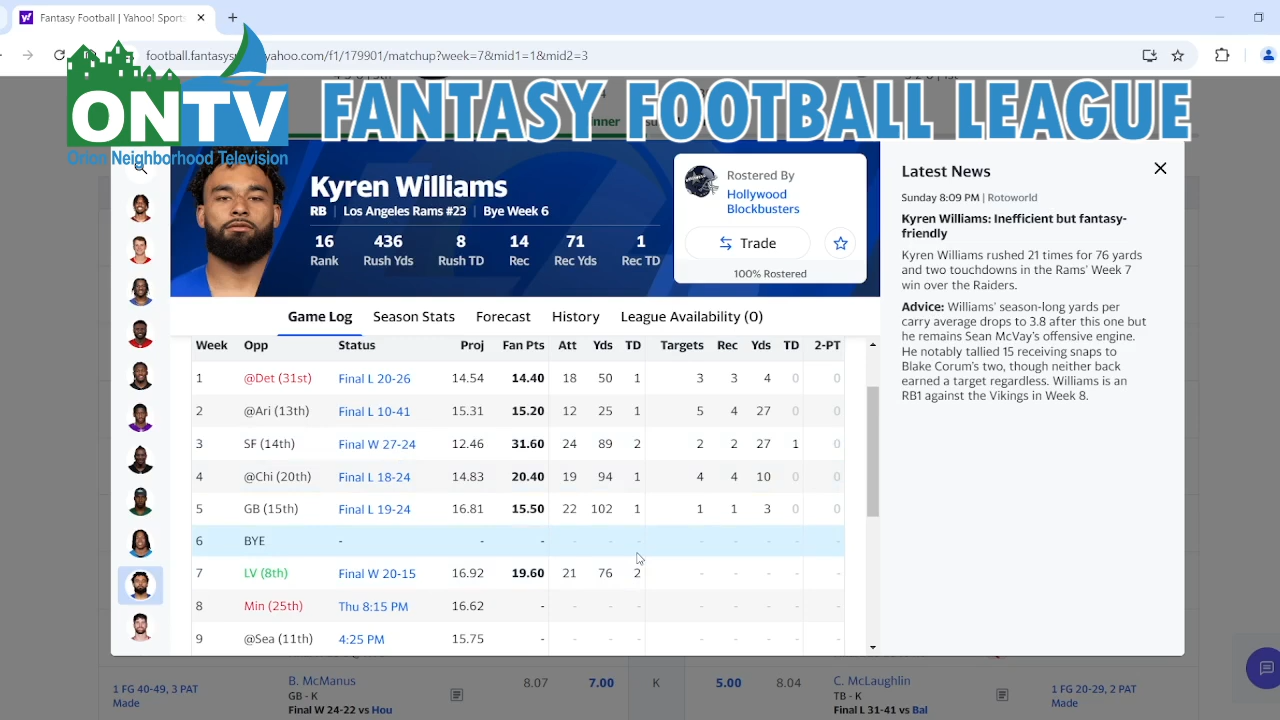 Fantasy Football | Yahoo! Sports
football.fantasys yahoo.com/f1/179901/matchup?week=7&mid1=1&mid2=3
ONTV
Orion Neighborhood Television
FANTASY FOOTBALL LEAGUE
Kyren Williams
RB | Los Angeles Rams #23 | Bye Week 6
16 436 8 14 71 1
Rank Rush Yds Rush TD Rec Rec Yds Rec TD
Rostered By
Hollywood
Blockbusters
Trade
100% Rostered
Game Log Season Stats Forecast History League Availability (0)
Week Opp Status Proj Fan Pts Att Yds TD Targets Rec Yds TD 2-PT
1 @Det (31st) Final L 20-26 14.54 14.40 18 50 1 3 3 4 0 0
2 @Ari (13th) Final L 10-41 15.31 15.20 12 25 1 5 4 27 0 0
3 SF (14th) Final W 27-24 12.46 31.60 24 89 2 2 2 27 1 0
4 @Chi (20th) Final L 18-24 14.83 20.40 19 94 1 4 4 10 0 0
5 GB (15th) Final L 19-24 16.81 15.50 22 102 1 1 1 3 0 0
6 BYE - - - - - - - - - - -
7 LV (8th) Final W 20-15 16.92 19.60 21 76 2 - - - - -
8 Min (25th) Thu 8:15 PM 16.62 - - - - - - - - -
9 @Sea (11th) 4:25 PM 15.75 - - - - - - - - -
Latest News
Sunday 8:09 PM | Rotoworld
Kyren Williams: Inefficient but fantasy-
friendly
Kyren Williams rushed 21 times for 76 yards
and two touchdowns in the Rams' Week 7
win over the Raiders.
Advice: Williams' season-long yards per
carry average drops to 3.8 after this one but
he remains Sean McVay's offensive engine.
He notably tallied 15 receiving snaps to
Blake Corum's two, though neither back
earned a target regardless. Williams is an
RB1 against the Vikings in Week 8.
1 FG 40-49, 3 PAT
Made
B. McManus
GB - K
Final W 24-22 vs Hou
8.07 7.00 K 5.00 8.04
C. McLaughlin
TB - K
Final L 31-41 vs Bal
1 FG 20-29, 2 PAT
Made